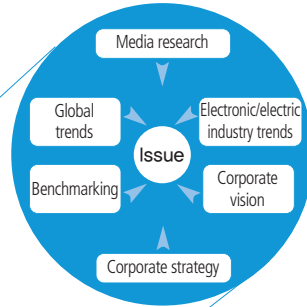 Media research
Global
trends
Electronic/electric
industry trends
Issue
Benchmarking
Corporate
vision
Corporate strategy